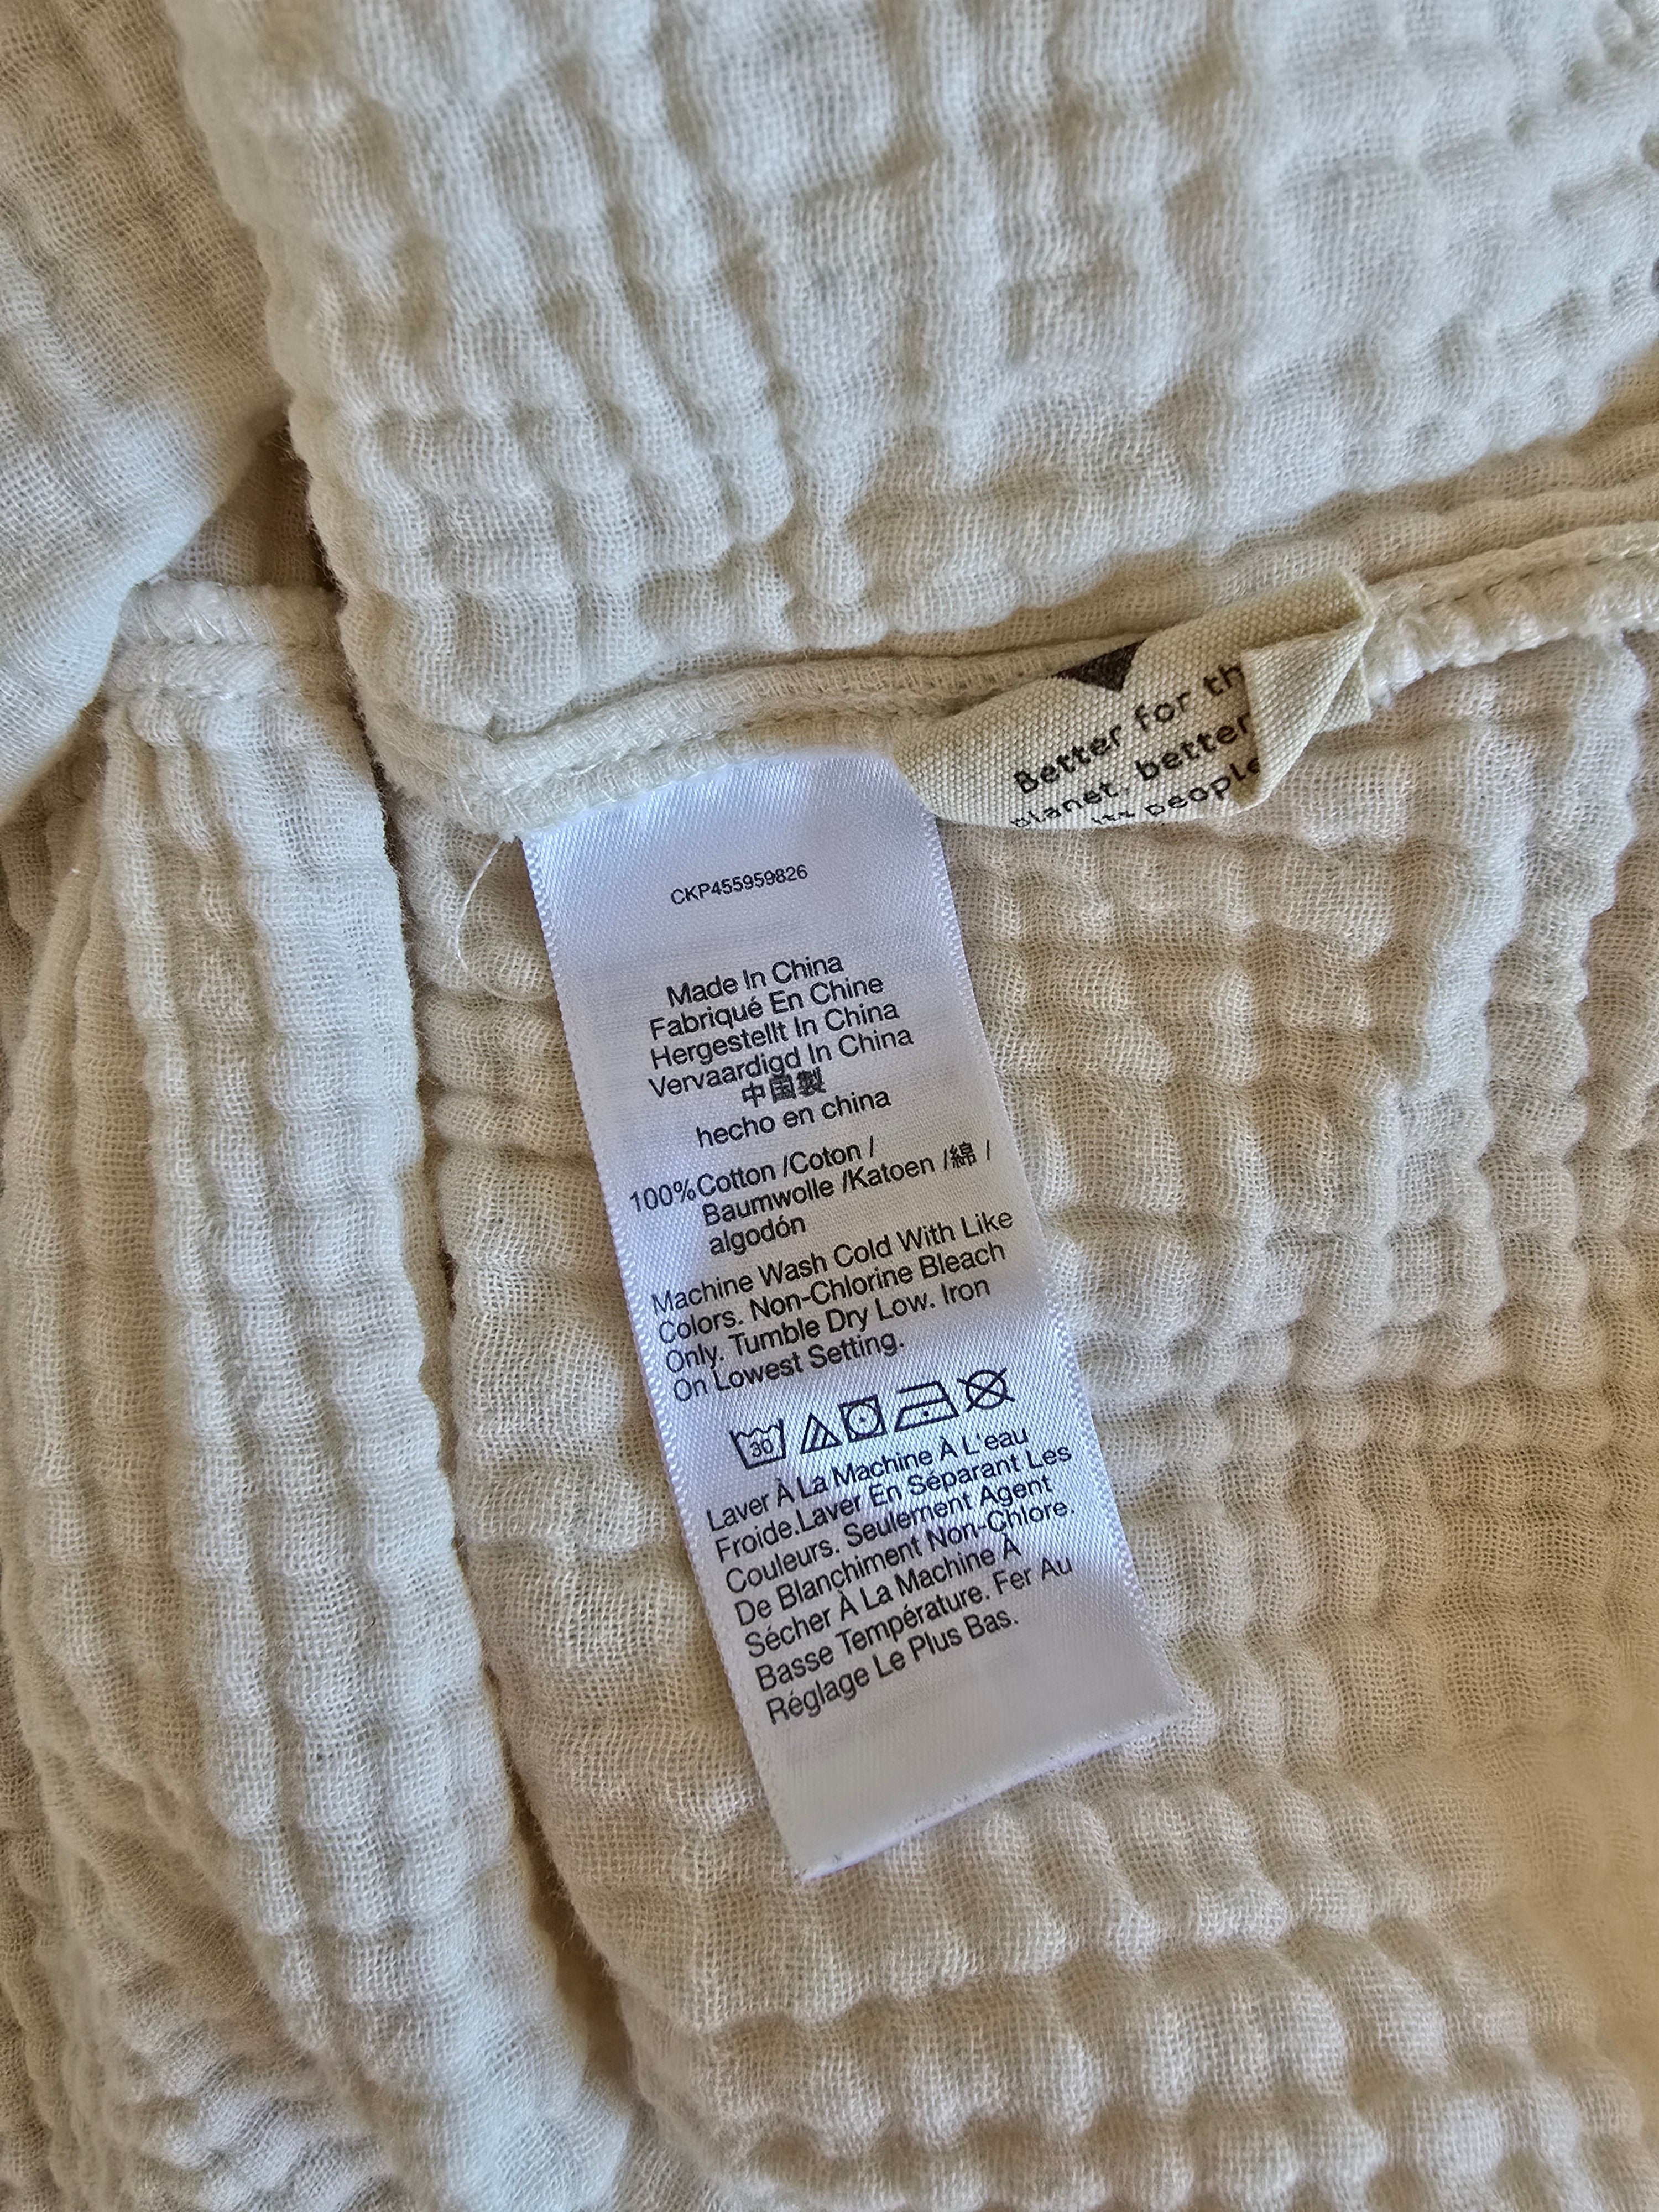 Better for th
planet, better
its people
CKP455959826
Made In China
Fabriqué En Chine
Hergestellt In China
Vervaardigd In China
中国製
hecho en china
100%Cotton /Coton /
Baumwolle /Katoen /綿 /
algodón
Machine Wash Cold With Like
Colors. Non-Chlorine Bleach
Only. Tumble Dry Low. Iron
On Lowest Setting.
30
Laver À La Machine À L'eau
Froide.Laver En Séparant Les
Couleurs. Seulement Agent
De Blanchiment Non-Chlore.
Sécher À La Machine À
Basse Température. Fer Au
Réglage Le Plus Bas.